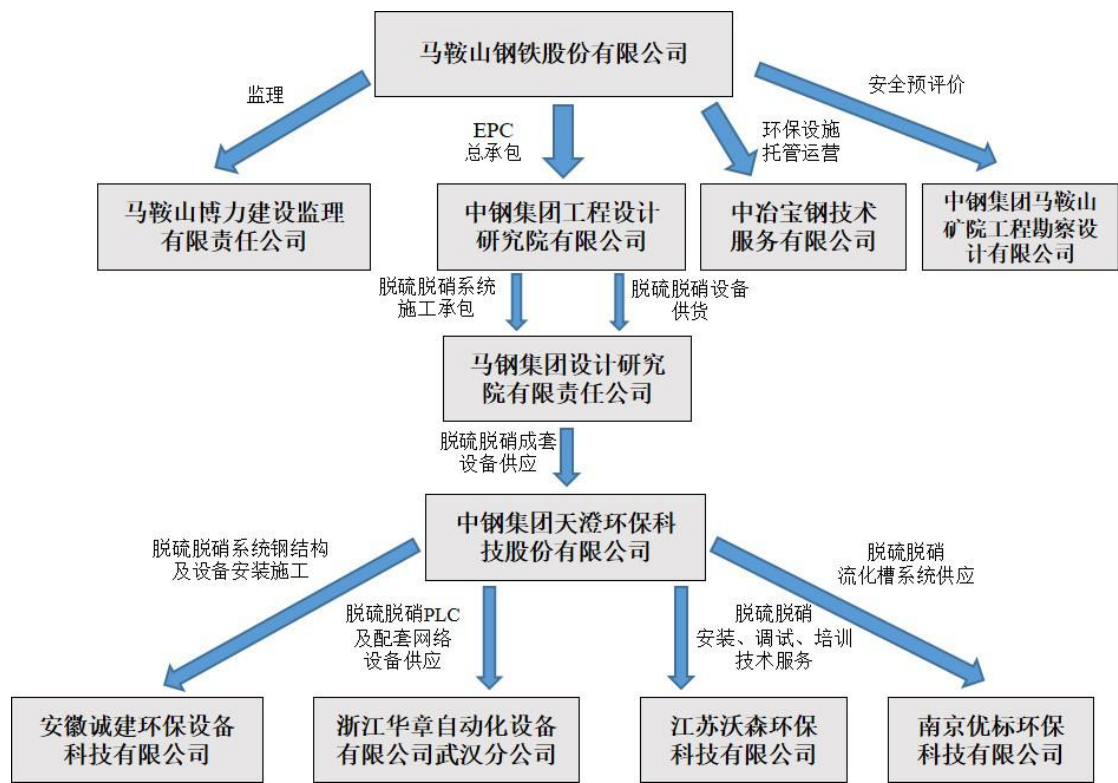 马鞍山钢铁股份有限公司
监理
EPC
总承包
环保设施
托管运营
安全预评价
马鞍山博力建设监理
有限责任公司
中钢集团工程设计
研究院有限公司
中冶宝钢技术
服务有限公司
中钢集团马鞍山
矿院工程勘察设
计有限公司
脱硫脱硝系统
施工承包
脱硫脱硝设备
供货
马钢集团设计研究
院有限责任公司
脱硫脱硝成套
设备供应
中钢集团天澄环保科
技股份有限公司
脱硫脱硝系统钢结构
及设备安装施工
脱硫脱硝PLC
及配套网络
设备供应
脱硫脱硝
安装、调试、培训
技术服务
脱硫脱硝
流化槽系统供应
安徽诚建环保设备
科技有限公司
浙江华章自动化设备
有限公司武汉分公司
江苏沃森环保
科技有限公司
南京优标环保
科技有限公司